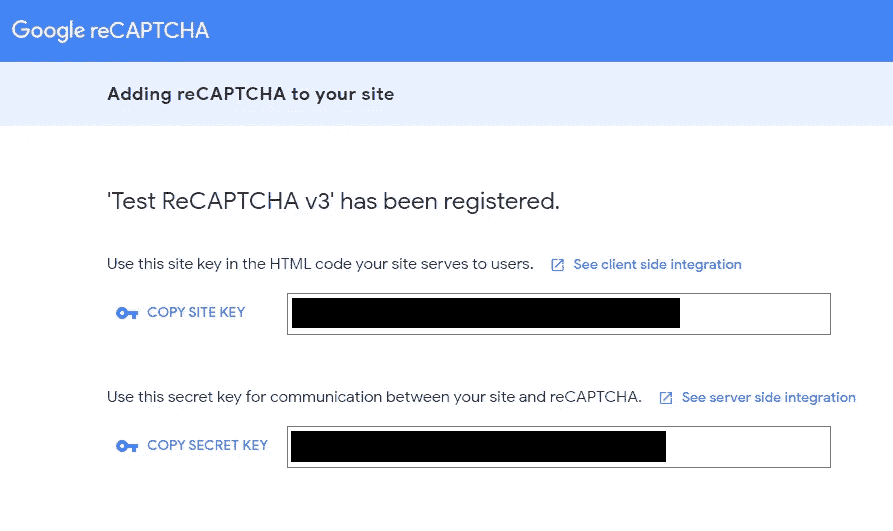 Google reCAPTCHA
Adding reCAPTCHA to your site
'Test ReCAPTCHA v3' has been registered.
Use this site key in the HTML code your site serves to users. See client side integration
COPY SITE KEY
Use this secret key for communication between your site and reCAPTCHA. See server side integration
COPY SECRET KEY